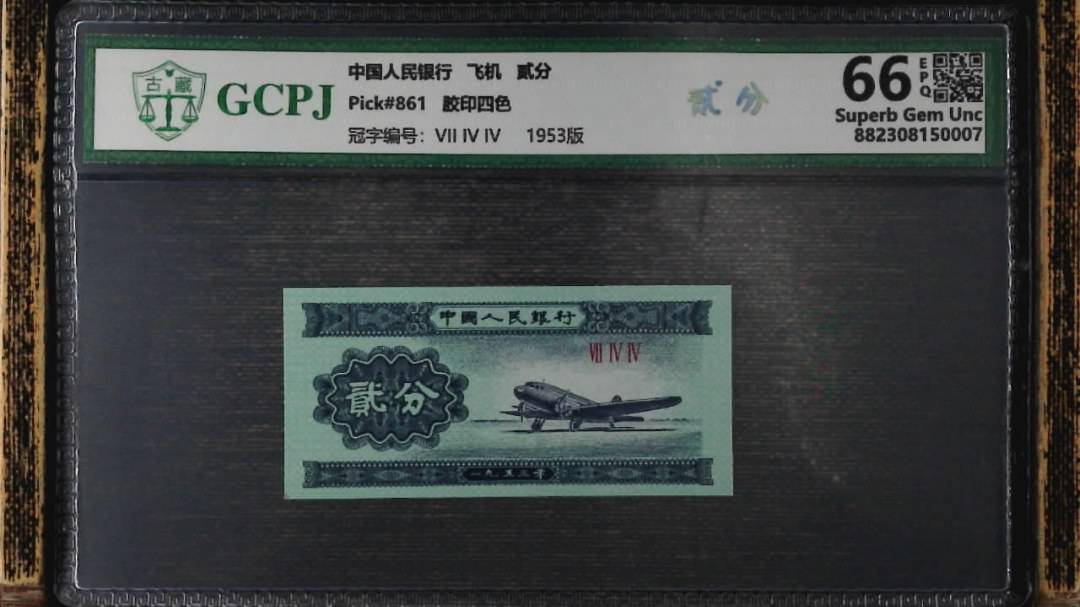 古藏
GCPJ
中国人民银行 飞机 贰分
Pick#861 胶印四色
冠字编号: VII IV IV 1953版
贰分
66
EPQ
Superb Gem Unc
882308150007
中國人民銀行
VII IV IV
貳分
一九五三年